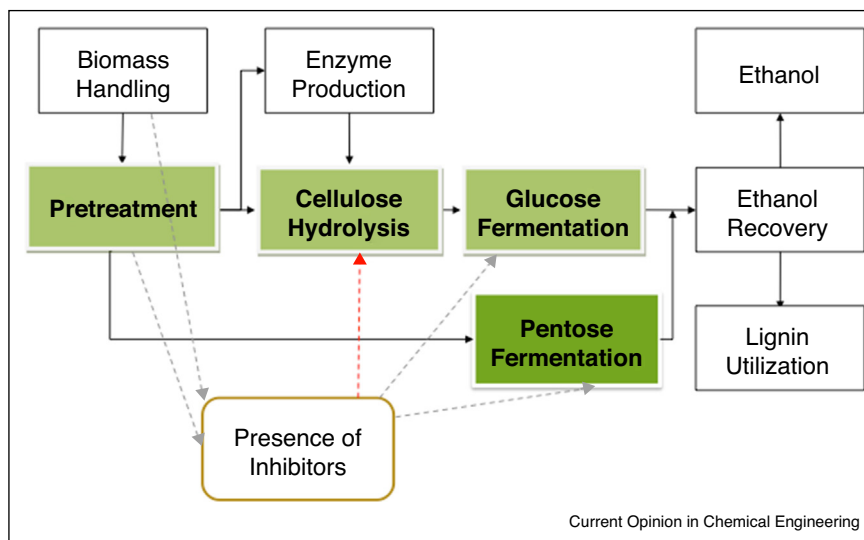 Biomass
Handling
Enzyme
Production
Ethanol
Pretreatment
Cellulose
Hydrolysis
Glucose
Fermentation
Ethanol
Recovery
Pentose
Fermentation
Lignin
Utilization
Presence of
Inhibitors
Current Opinion in Chemical Engineering